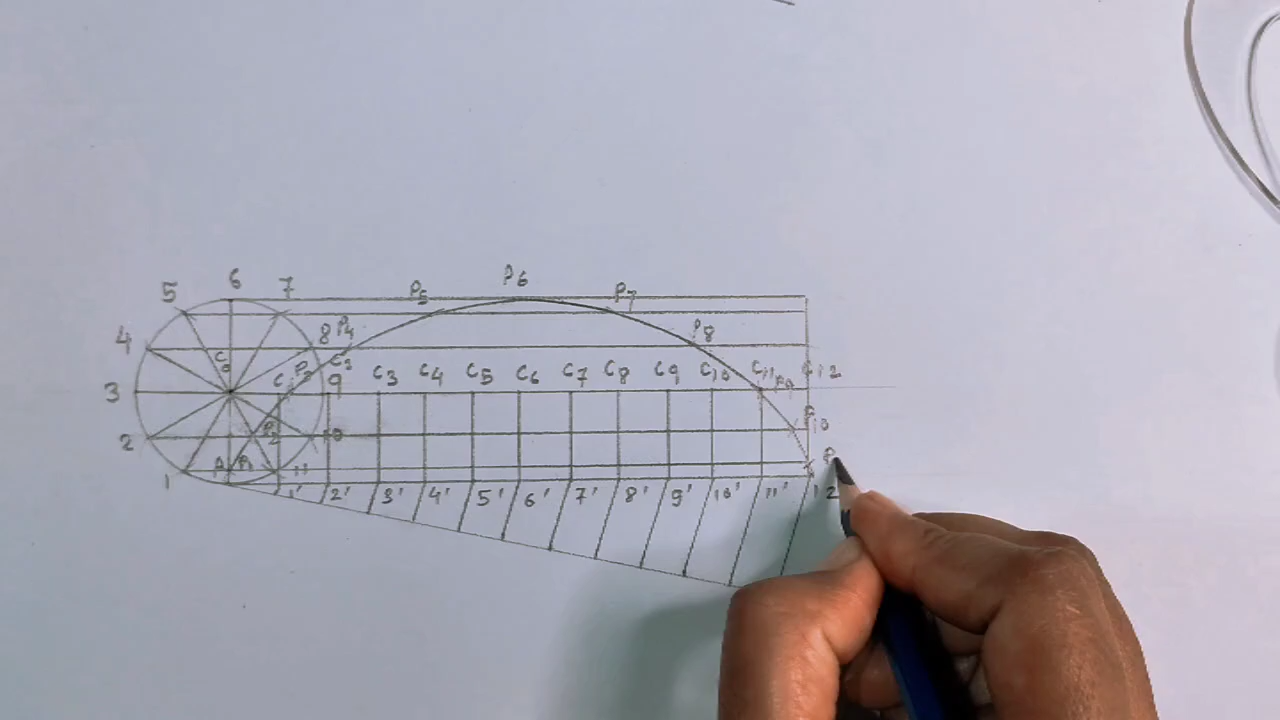 5 6 7 P5 P6 P7
4 8 P4 P8
3 C0 C1 P3 C2 9 C3 C4 C5 C6 C7 C8 C9 C10 C11 P9 C12
2 P2 10 P10
1 A P1 11 P
1' 2' 3' 4' 5' 6' 7' 8' 9' 10' 11' 12